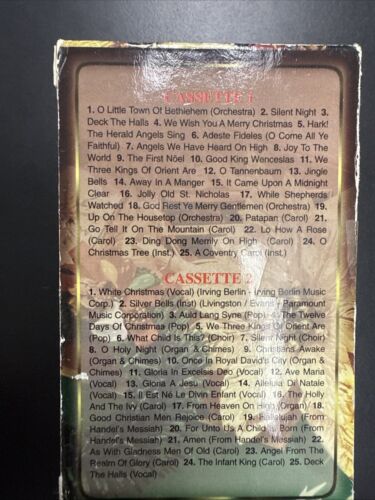 CASSETTE 1
1. O Little Town Of Bethlehem (Orchestra) 2. Silent Night 3.
Deck The Halls 4. We Wish You A Merry Christmas 5. Hark!
The Herald Angels Sing 6. Adeste Fideles (O Come All Ye
Faithful) 7. Angels We Have Heard On High 8. Joy To The
World 9. The First Nöel 10. Good King Wenceslas 11. We
Three Kings Of Orient Are 12. O Tannenbaum 13. Jingle
Bells 14. Away In A Manger 15. It Came Upon A Midnight
Clear 16. Jolly Old St. Nicholas 17. While Shepherds
Watched 18. God Rest Ye Merry Gentlemen (Orchestra) 19.
Up On The Housetop (Orchestra) 20. Patapan (Carol) 21.
Go Tell It On The Mountain (Carol) 22. Lo How A Rose
(Carol) 23. Ding Dong Merrily On High (Carol) 24. O
Christmas Tree (Inst.) 25. A Coventry Carol (Inst.)
CASSETTE 2
1. White Christmas (Vocal) (Irving Berlin - Irving Berlin Music
Corp.) 2. Silver Bells (Inst) (Livingston / Evans - Paramount
Music Corporation) 3. Auld Lang Syne (Pop) 4. The Twelve
Days Of Christmas (Pop) 5. We Three Kings Of Orient Are
(Pop) 6. What Child Is This? (Choir) 7. Silent Night (Choir)
8. O Holy Night (Organ & Chimes) 9. Christians Awake
(Organ & Chimes) 10. Once In Royal David's City (Organ &
Chimes) 11. Gloria In Excelsis Deo (Vocal) 12. Ave Maria
(Vocal) 13. Gloria A Jesu (Vocal) 14. Alleluia Di Natale
(Vocal) 15. Il Est Né Le Divin Enfant (Vocal) 16. The Holly
And The Ivy (Carol) 17. From Heaven On High (Organ) 18.
Good Christian Men Rejoice (Carol) 19. Hallelujah (From
Handel's Messiah) 20. For Unto Us A Child Is Born (From
Handel's Messiah) 21. Amen (From Handel's Messiah) 22.
As With Gladness Men Of Old (Carol) 23. Angel From The
Realm Of Glory (Carol) 24. The Infant King (Carol) 25. Deck
The Halls (Vocal)